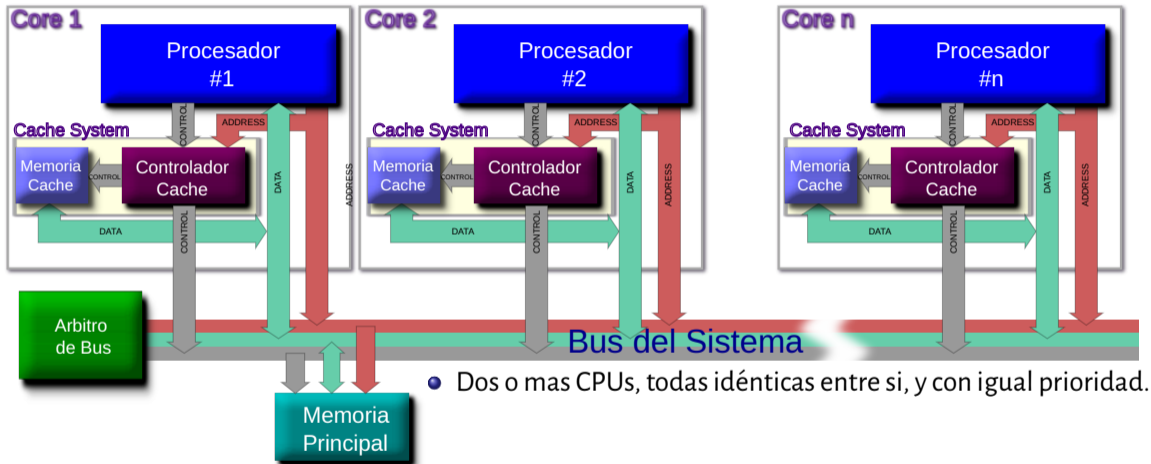 Core 1
Procesador
#1
CONTROL
ADDRESS
Cache System
Memoria
Cache
CONTROL
Controlador
Cache
DATA
ADDRESS
DATA
CONTROL
Core 2
Procesador
#2
CONTROL
ADDRESS
Cache System
Memoria
Cache
CONTROL
Controlador
Cache
DATA
ADDRESS
DATA
CONTROL
Core n
Procesador
#n
CONTROL
ADDRESS
Cache System
Memoria
Cache
CONTROL
Controlador
Cache
DATA
ADDRESS
DATA
CONTROL
Arbitro
de Bus
Bus del Sistema
Dos o mas CPUs, todas idénticas entre si, y con igual prioridad.
Memoria
Principal